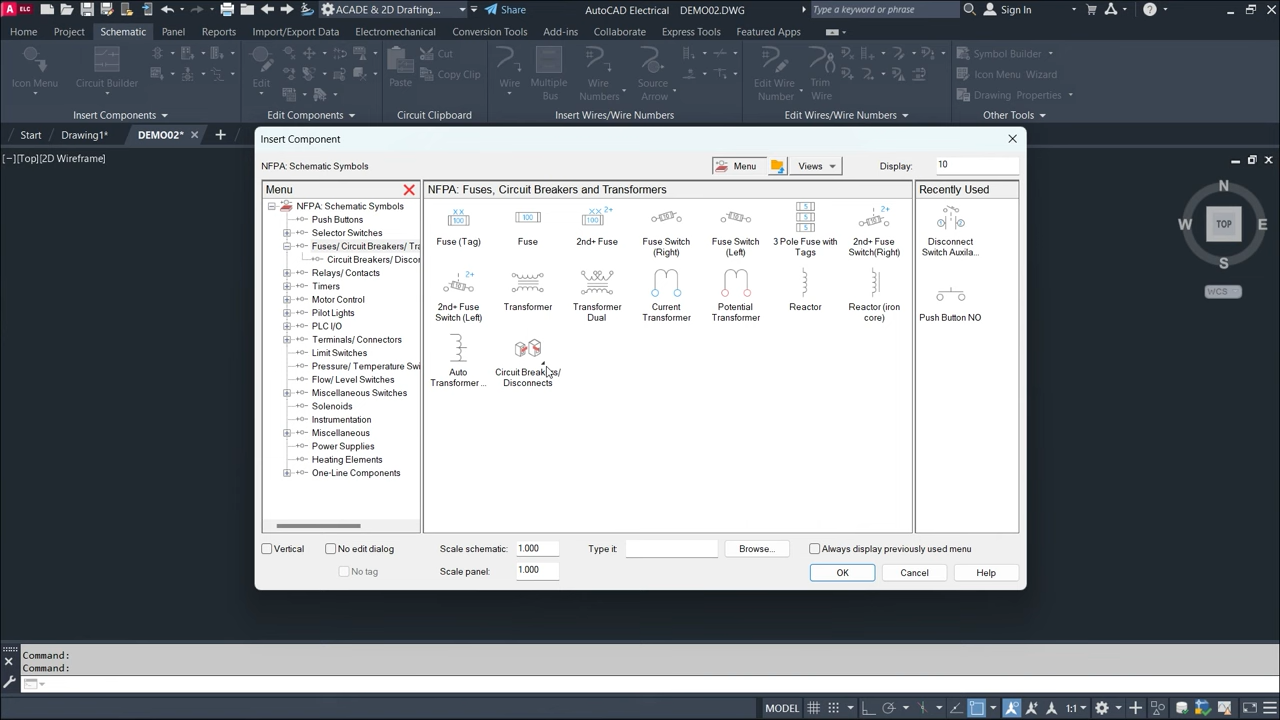 ELC
ACADE & 2D Drafting...
Share
AutoCAD Electrical DEMO02.DWG
Type a keyword or phrase
Sign In
Home
Project
Schematic
Panel
Reports
Import/Export Data
Electromechanical
Conversion Tools
Add-ins
Collaborate
Express Tools
Featured Apps
Icon Menu
Circuit Builder
Edit
Paste
Cut
Copy Clip
Wire
Multiple
Bus
Wire
Numbers
Source
Arrow
Edit Wire
Number
Trim
Wire
Symbol Builder
Icon Menu Wizard
Drawing Properties
Insert Components
Edit Components
Circuit Clipboard
Insert Wires/Wire Numbers
Edit Wires/Wire Numbers
Other Tools
Start
Drawing1*
DEMO02*
[−][Top][2D Wireframe]
Insert Component
NFPA: Schematic Symbols
Menu
Views
Display:
10
Menu
NFPA: Schematic Symbols
Push Buttons
Selector Switches
Fuses/ Circuit Breakers/ Tra
Circuit Breakers/ Discor
Relays/ Contacts
Timers
Motor Control
Pilot Lights
PLC I/O
Terminals/ Connectors
Limit Switches
Pressure/ Temperature Swi
Flow/ Level Switches
Miscellaneous Switches
Solenoids
Instrumentation
Miscellaneous
Power Supplies
Heating Elements
One-Line Components
NFPA: Fuses, Circuit Breakers and Transformers
Fuse (Tag)
Fuse
2nd+ Fuse
Fuse Switch
(Right)
Fuse Switch
(Left)
3 Pole Fuse with
Tags
2nd+ Fuse
Switch(Right)
2nd+ Fuse
Switch (Left)
Transformer
Transformer
Dual
Current
Transformer
Potential
Transformer
Reactor
Reactor (iron
core)
Auto
Transformer ...
Circuit Breakers/
Disconnects
Recently Used
Disconnect
Switch Auxila...
Push Button NO
N
W
TOP
E
S
WCS
Vertical
No edit dialog
No tag
Scale schematic:
1.000
Scale panel:
1.000
Type it:
Browse...
Always display previously used menu
OK
Cancel
Help
Command:
Command:
MODEL
1:1